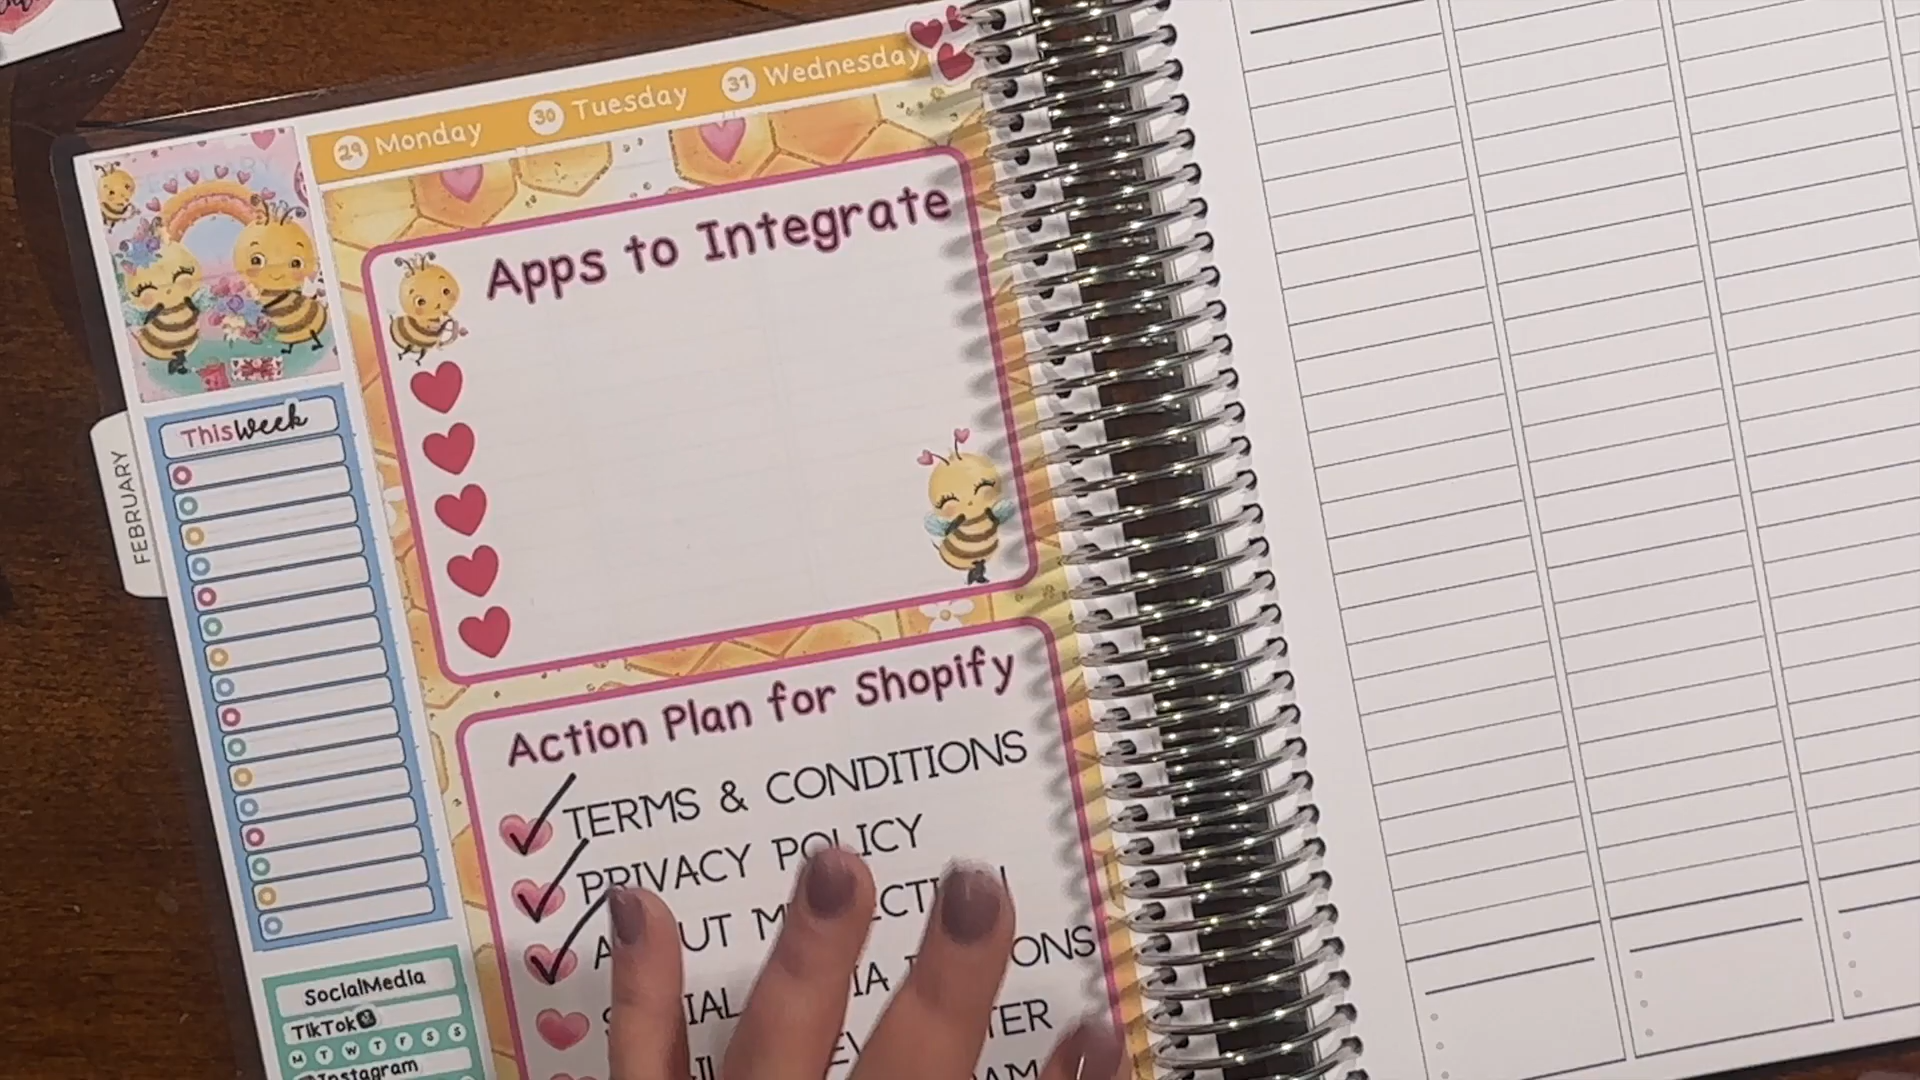 29 Monday 30 Tuesday 31 Wednesday
FEBRUARY
Apps to Integrate
This Week
FEBRUARY
Action Plan for Shopify
TERMS & CONDITIONS
PRIVACY POLICY
SocialMedia
TikTok
M T W T F S S
Instagram